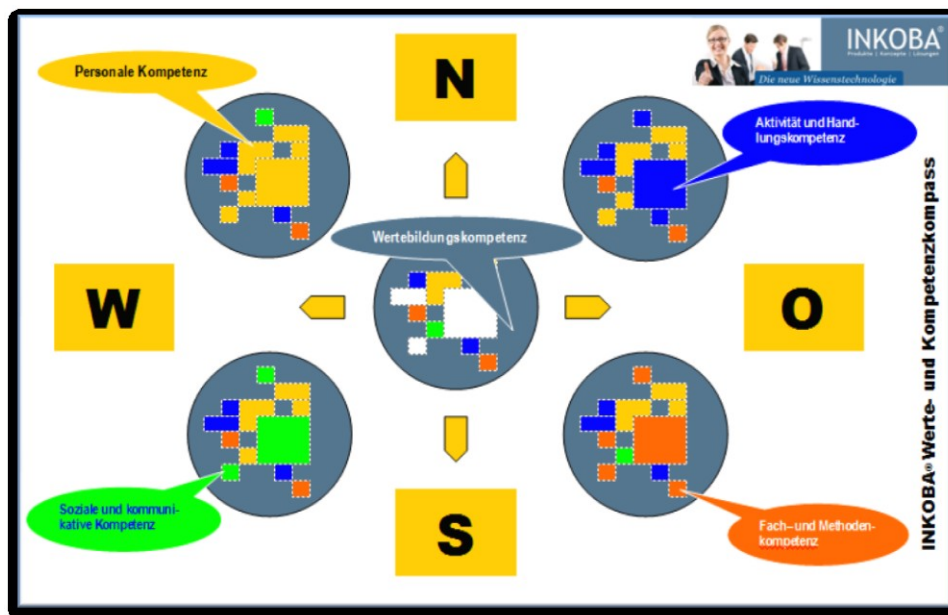 INKOBA®
Produkte | Konzepte | Lösungen
Die neue Wissenstechnologie
Personale Kompetenz
N
Aktivität und Hand-
lungskompetenz
Wertebildungskompetenz
W
O
Soziale und kommuni-
kative Kompetenz
S
Fach–und Methoden-
kompetenz
INKOBA® Werte- und Kompetenzkompass